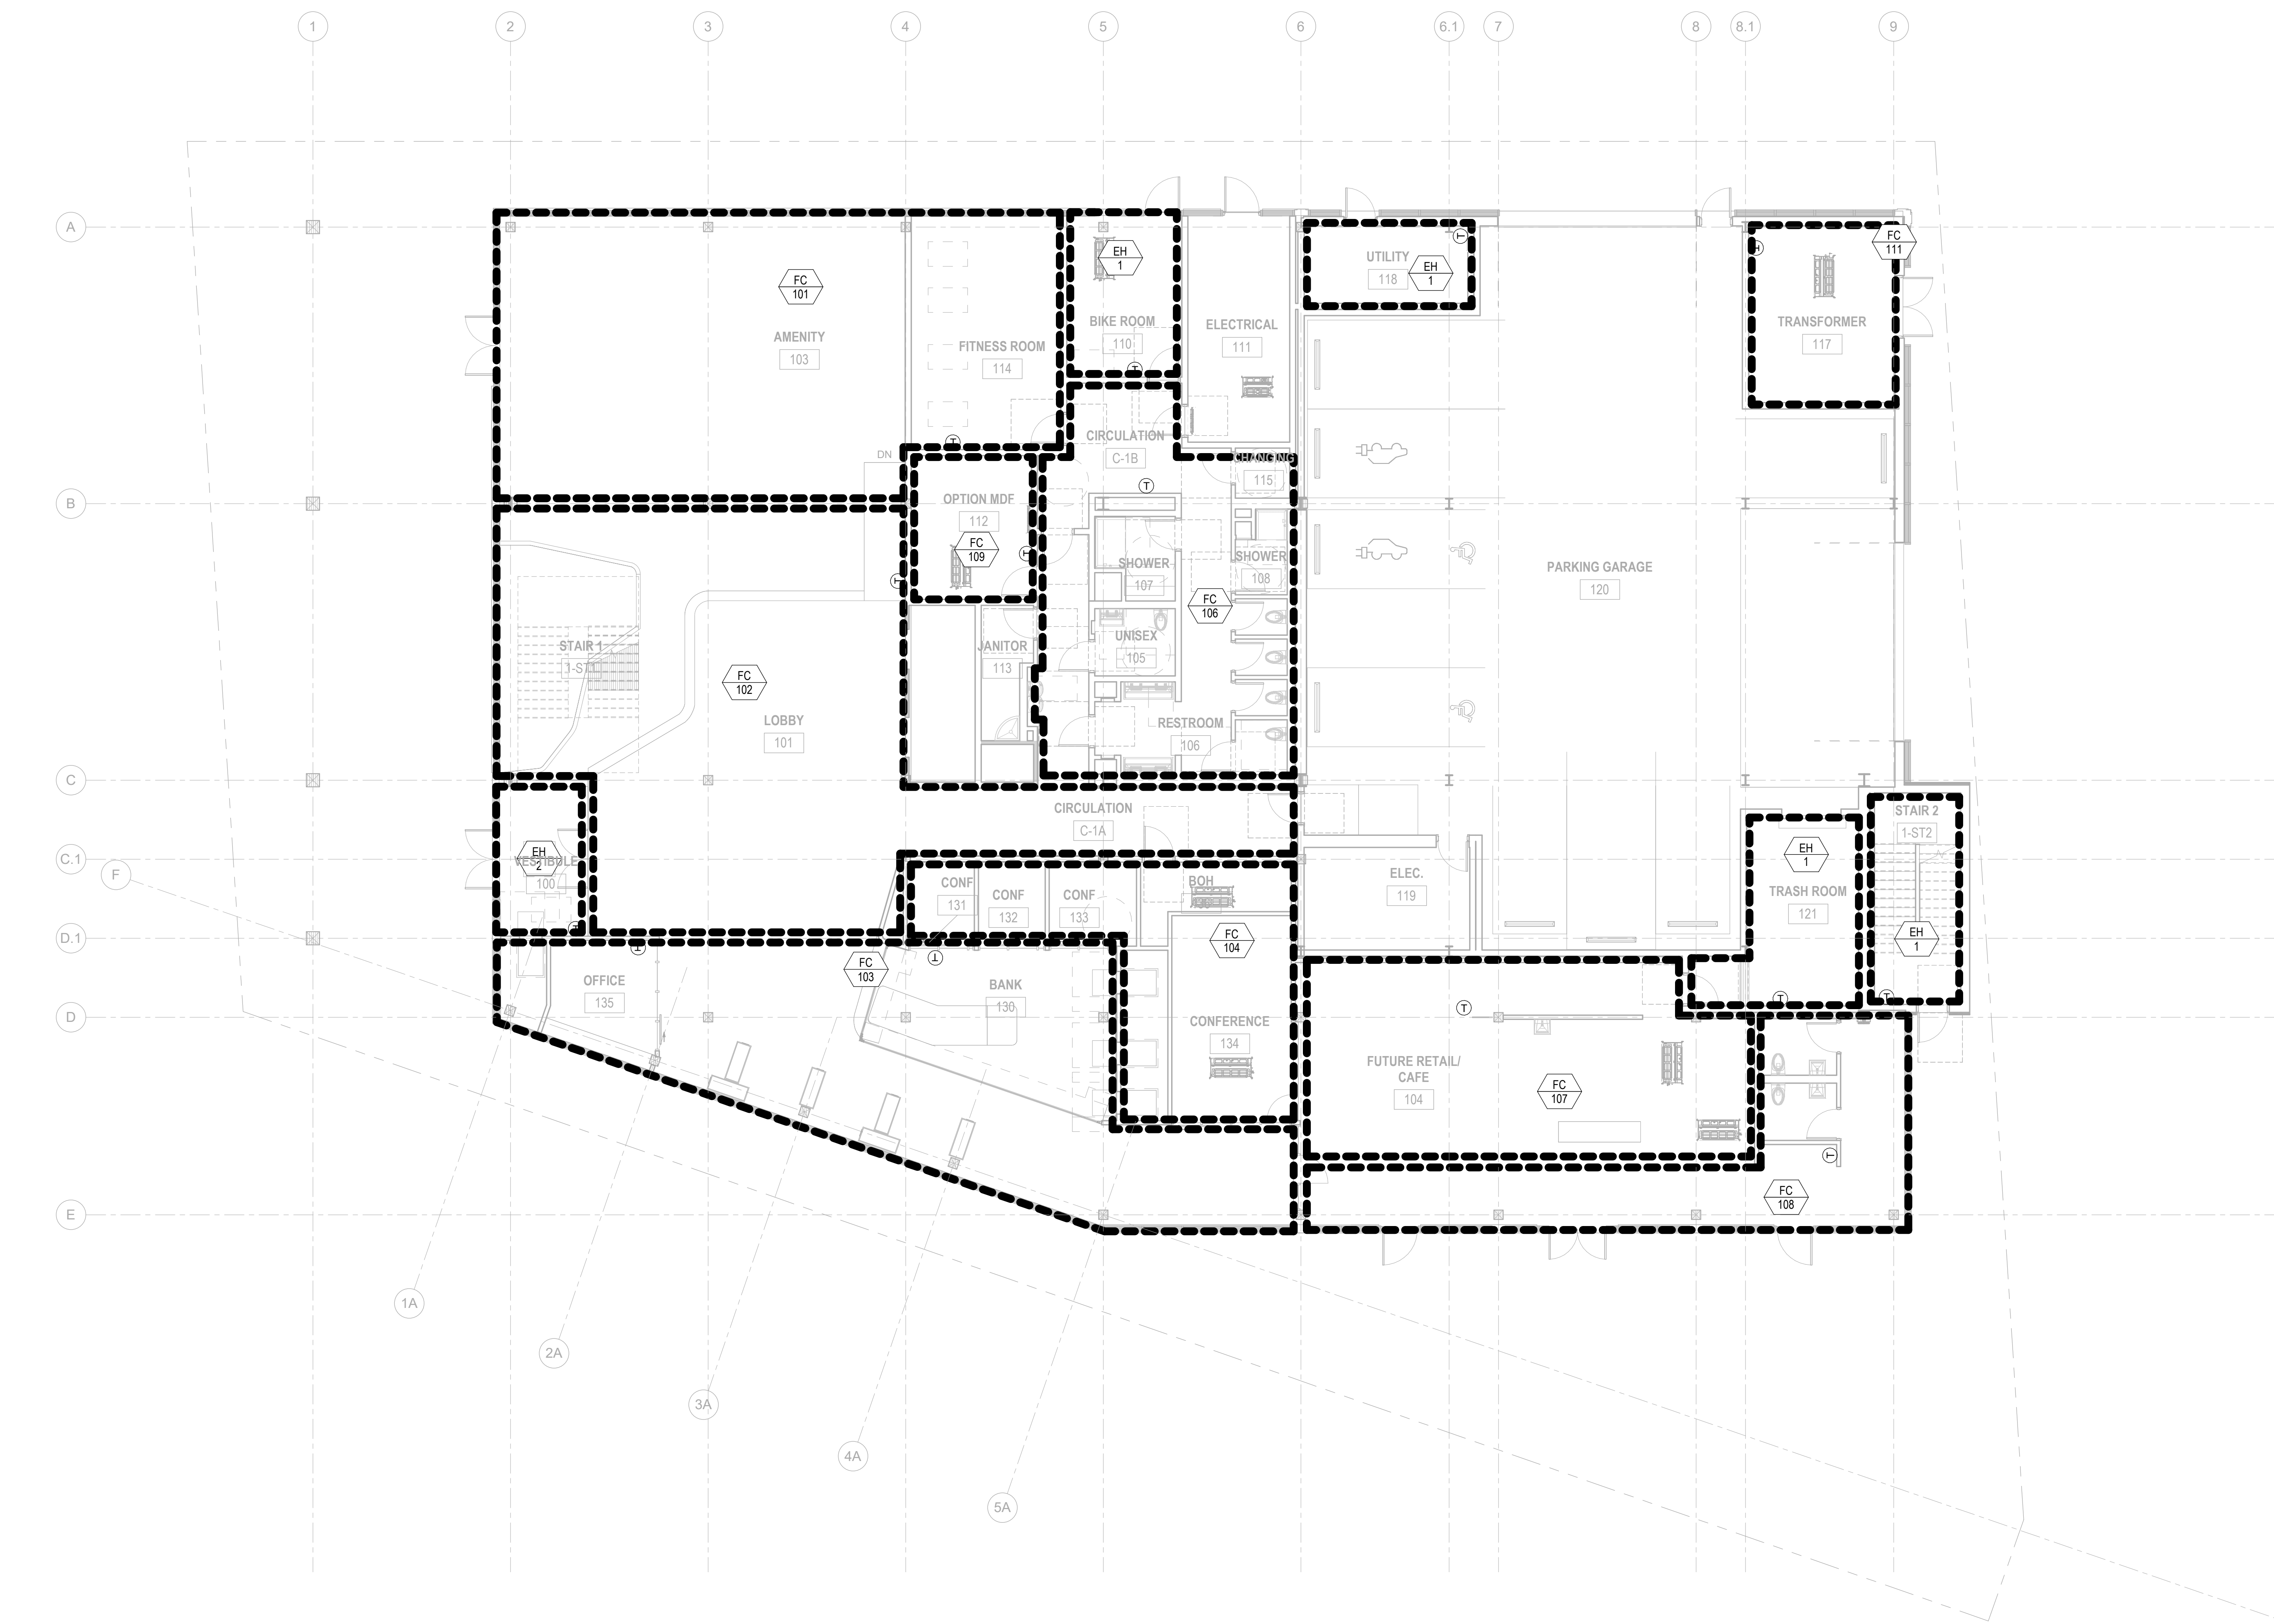 1
2
3
4
5
6
6.1
7
8
8.1
9
A
FC
111
T
EH
1
UTILITY
118
EH
1
T
FC
101
BIKE ROOM
110
ELECTRICAL
111
TRANSFORMER
117
AMENITY
103
FITNESS ROOM
114
T
CIRCULATION
C-1B
T
DN
CHANGING
115
T
B
OPTION MDF
112
FC
109
T
T
SHOWER
107
SHOWER
108
PARKING GARAGE
120
FC
106
STAIR 1
1-ST1
JANITOR
113
UNISEX
105
FC
102
LOBBY
101
RESTROOM
106
C
CIRCULATION
C-1A
STAIR 2
1-ST2
C.1
F
EH
2
VESTIBULE
100
CONF
131
CONF
132
CONF
133
BOH
ELEC.
119
EH
1
TRASH ROOM
121
T
D.1
T
FC
104
EH
1
FC
103
T
OFFICE
135
BANK
130
T
T
T
D
CONFERENCE
134
FUTURE RETAIL/
CAFE
104
FC
107
T
FC
108
E
1A
2A
3A
4A
5A